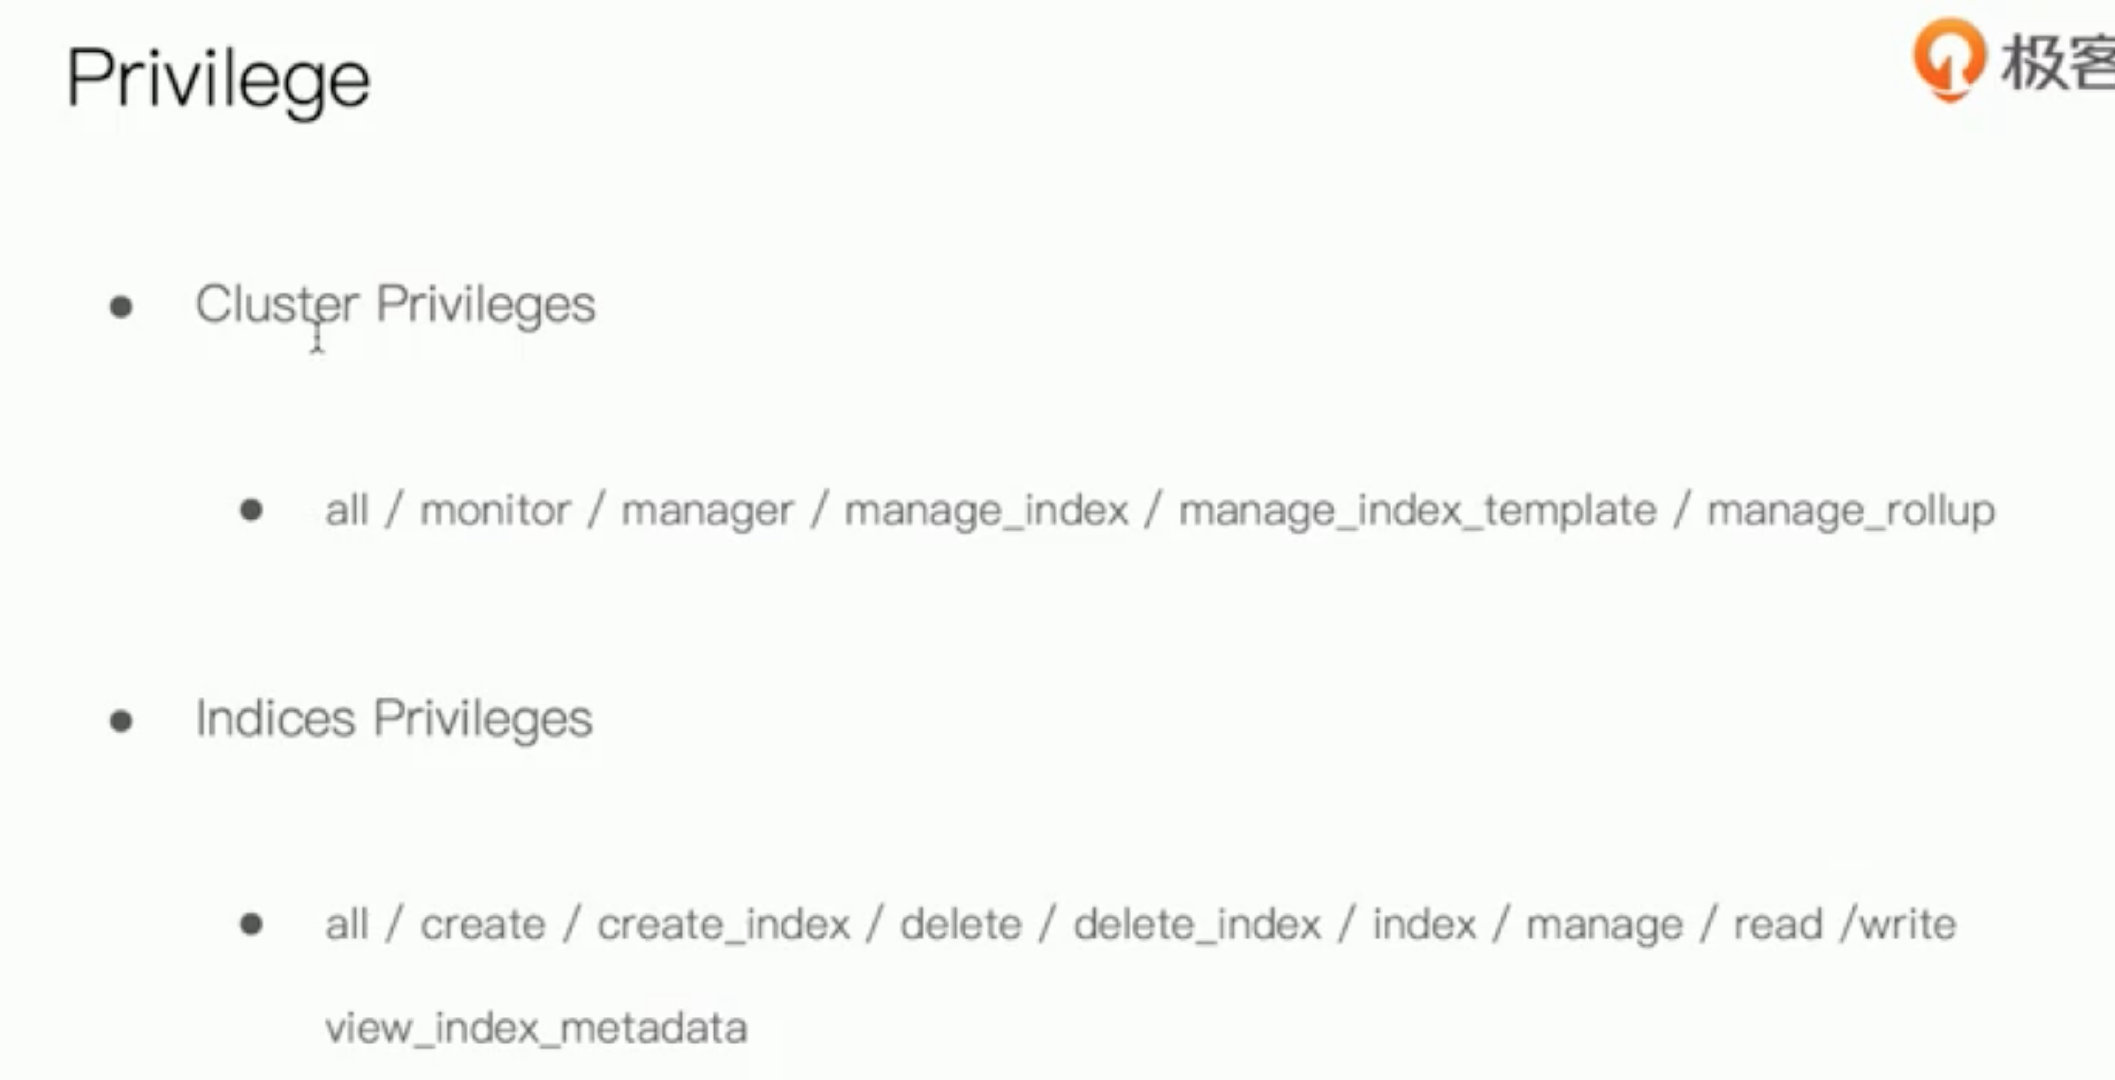 Privilege
极客
Cluster Privileges
all / monitor / manager / manage_index / manage_index_template / manage_rollup
Indices Privileges
all / create / create_index / delete / delete_index / index / manage / read /write
view_index_metadata